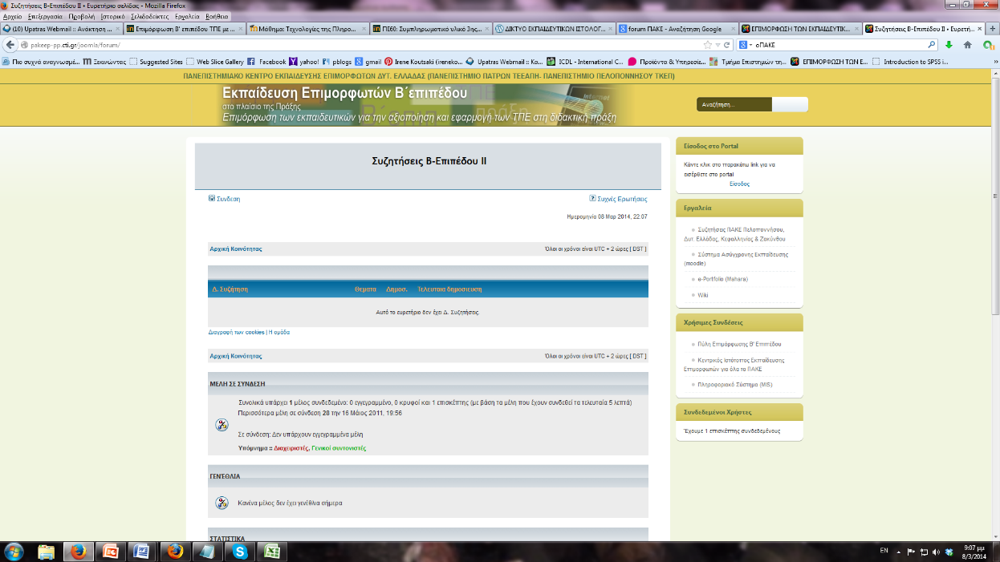 Συζητήσεις Β-Επιπέδου ΙΙ • Ευρετήριο σελίδας - Mozilla Firefox
Αρχείο Επεξεργασία Προβολή Ιστορικό Σελιδοδείκτες Εργαλεία Βοήθεια
(10) Upatras Webmail :: Ανάκτηση ...
Επιμόρφωση Β' επιπέδου ΤΠΕ με ...
Μάθημα: Τεχνολογίες της Πληρο...
ΠΕ60: Συμπληρωματικό υλικό 3ης...
ΔΙΚΤΥΟ ΕΚΠΑΙΔΕΥΤΙΚΩΝ ΙΣΤΟΛΟΓ...
forum ΠΑΚΕ - Αναζήτηση Google
ΕΠΙΜΟΡΦΩΣΗ ΤΩΝ ΕΚΠΑΙΔΕΥΤΙΚ...
Συζητήσεις Β-Επιπέδου ΙΙ • Ευρετή...
pakeep-pp.cti.gr/joomla/forum/
οΠΑΚΕ
Πιο συχνά αναγνωσμέ... Ξεκινώντας Suggested Sites Web Slice Gallery Facebook yahoo! pblogs gmail Irene Koutsaki (ireneko... Upatras Webmail :: Κα... ICDL - International C... Προϊόντα & Υπηρεσίε... Τμήμα Επιστημών τη... ΕΠΙΜΟΡΦΩΣΗ ΤΩΝ Ε... Introduction to SPSS i...
ΠΑΝΕΠΙΣΤΗΜΙΑΚΟ ΚΕΝΤΡΟ ΕΚΠΑΙΔΕΥΣΗΣ ΕΠΙΜΟΡΦΩΤΩΝ ΔΥΤ. ΕΛΛΑΔΑΣ (ΠΑΝΕΠΙΣΤΗΜΙΟ ΠΑΤΡΩΝ ΤΕΕΑΠΗ- ΠΑΝΕΠΙΣΤΗΜΙΟ ΠΕΛΟΠΟΝΝΗΣΟΥ ΤΚΕΠ)
Εκπαίδευση Επιμορφωτών Β΄επιπέδου
στο πλαίσιο της Πράξης
Επιμόρφωση των εκπαιδευτικών για την αξιοποίηση και εφαρμογή των ΤΠΕ στη διδακτική πράξη
Internet
πράξη
Αναζήτηση...
Συζητήσεις Β-Επιπέδου ΙΙ
Σύνδεση
Συχνές Ερωτήσεις
Ημερομηνία 08 Μαρ 2014, 22:07
Αρχική Κοινότητας
Όλοι οι χρόνοι είναι UTC + 2 ώρες [ DST ]
Δ. Συζήτηση Θέματα Δημοσ. Τελευταία δημοσίευση
Αυτό το ευρετήριο δεν έχει Δ. Συζητήσεις.
Διαγραφή των cookies | Η ομάδα
Αρχική Κοινότητας
Όλοι οι χρόνοι είναι UTC + 2 ώρες [ DST ]
ΜΕΛΗ ΣΕ ΣΥΝΔΕΣΗ
Συνολικά υπάρχει 1 μέλος συνδεδεμένο: 0 εγγεγραμμένο, 0 κρυφοί και 1 επισκέπτης (με βάση τα μέλη που έχουν συνδεθεί τα τελευταία 5 λεπτά)
Περισσότερα μέλη σε σύνδεση 28 την 16 Μάιος 2011, 19:56
Σε σύνδεση: Δεν υπάρχουν εγγεγραμμένα μέλη
Υπόμνημα :: Διαχειριστές, Γενικοί συντονιστές
ΓΕΝΈΘΛΙΑ
Κανένα μέλος δεν έχει γενέθλια σήμερα
ΣΤΑΤΙΣΤΙΚΑ
Είσοδος στο Portal
Κάντε κλικ στο παρακάτω link για να
εισέρθετε στο portal
Είσοδος
Εργαλεία
Συζητήσεις ΠΑΚΕ Πελοποννήσου,
Δυτ. Ελλάδας, Κεφαλληνίας & Ζακύνθου
Σύστημα Ασύγχρονης Εκπαίδευσης
(moodle)
e-Portfolio (Mahara)
Wiki
Χρήσιμες Συνδέσεις
Πύλη Επιμόρφωσης Β' Επιπέδου
Κεντρικός Ιστότοπος Εκπαίδευσης
Επιμορφωτών για όλα τα ΠΑΚΕ
Πληροφοριακό Σύστημα (MIS)
Συνδεδεμένοι Χρήστες
Έχουμε 1 επισκέπτης συνδεδεμένους
EN
9:07 μμ
8/3/2014